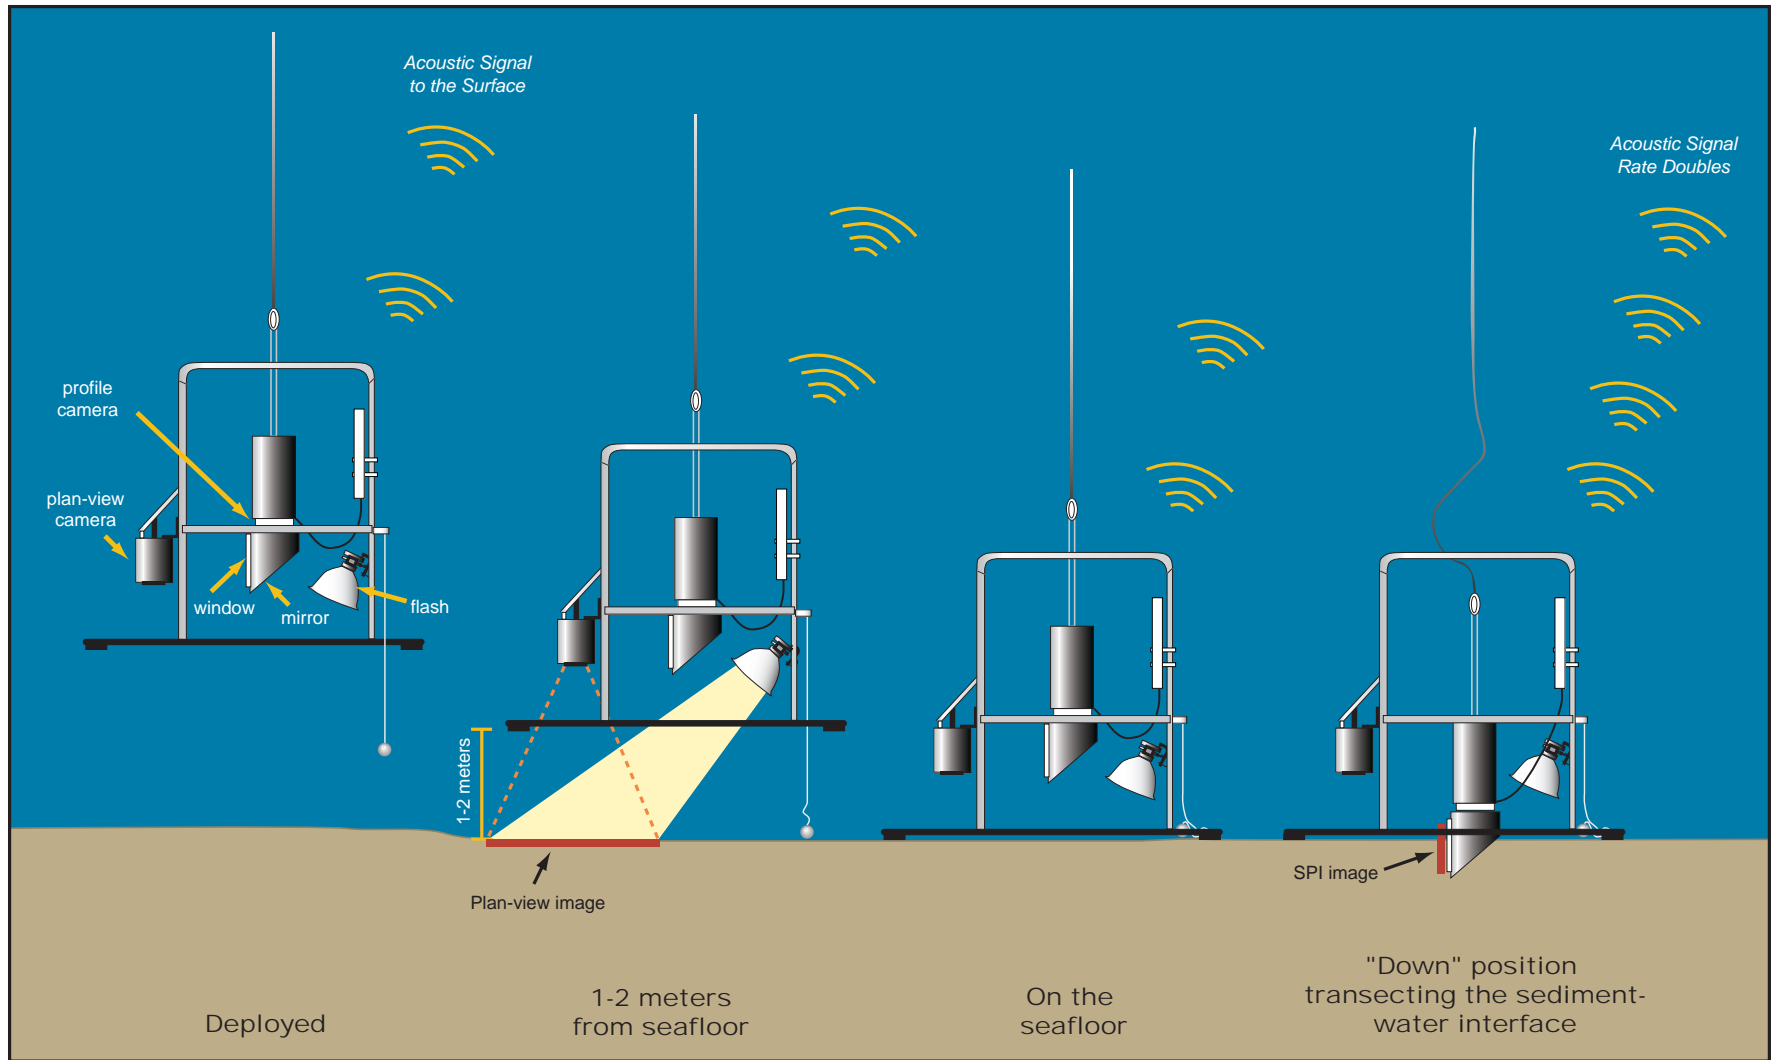 Acoustic Signal
to the Surface
Acoustic Signal
Rate Doubles
profile
camera
plan-view
camera
window
mirror
flash
1-2 meters
Plan-view image
SPI image
Deployed
1-2 meters
from seafloor
On the
seafloor
"Down" position
transecting the sediment-
water interface